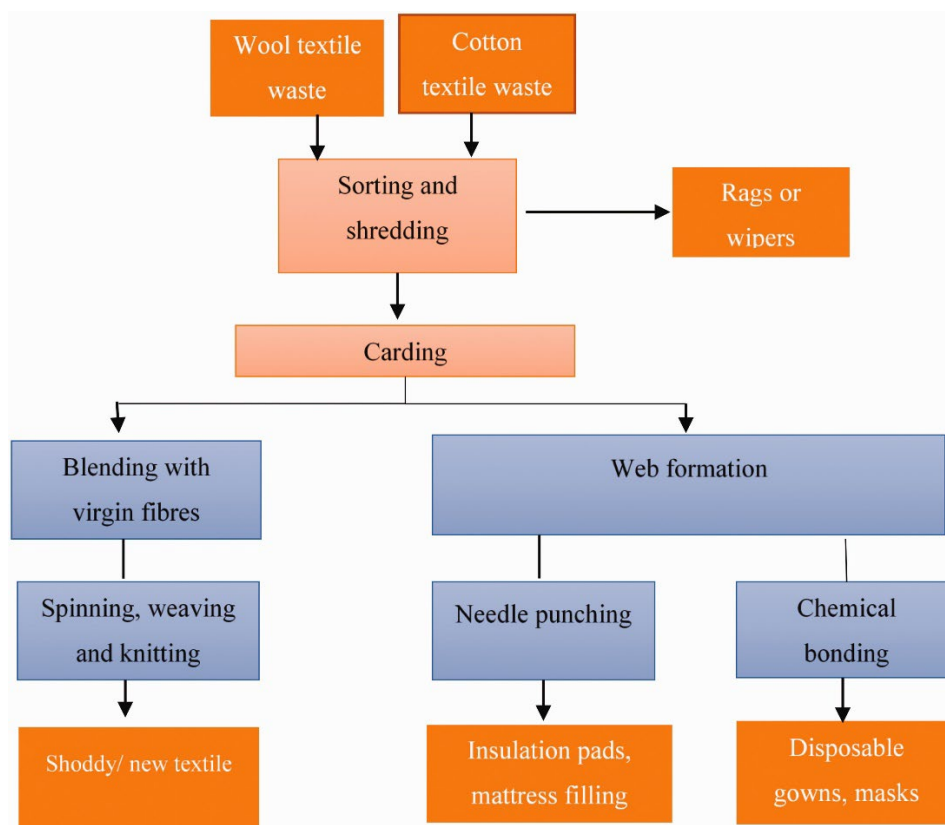 Wool textile
waste
Cotton
textile waste
Sorting and
shredding
Rags or
wipers
Carding
Blending with
virgin fibres
Web formation
Spinning, weaving
and knitting
Needle punching
Chemical
bonding
Shoddy/ new textile
Insulation pads,
mattress filling
Disposable
gowns, masks